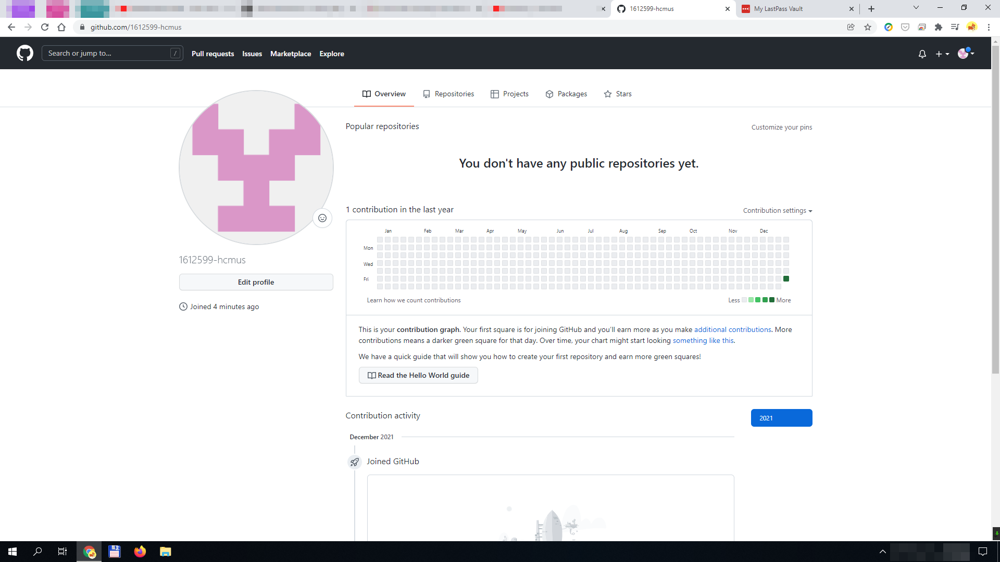 1612599-hcmus
My LastPass Vault
github.com/1612599-hcmus
Search or jump to...
/
Pull requests
Issues
Marketplace
Explore
Overview
Repositories
Projects
Packages
Stars
Popular repositories
Customize your pins
You don't have any public repositories yet.
1 contribution in the last year
Contribution settings
Jan Feb Mar Apr May Jun Jul Aug Sep Oct Nov Dec
Mon
Wed
Fri
Learn how we count contributions
Less
More
1612599-hcmus
Edit profile
Joined 4 minutes ago
This is your contribution graph. Your first square is for joining GitHub and you'll earn more as you make additional contributions. More
contributions means a darker green square for that day. Over time, your chart might start looking something like this.
We have a quick guide that will show you how to create your first repository and earn more green squares!
Read the Hello World guide
Contribution activity
2021
December 2021
Joined GitHub